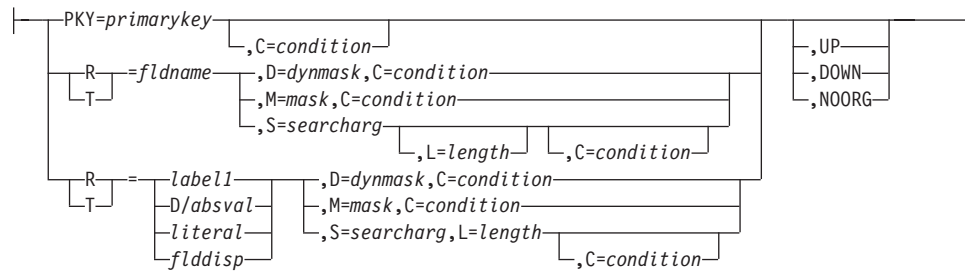 PKY=primarykey
,C=condition
,UP
,DOWN
,NOORG
R
T
=fldname
,D=dynmask,C=condition
,M=mask,C=condition
,S=searcharg
,L=length
,C=condition
R
T
=
label1
D/absval
literal
flddisp
,D=dynmask,C=condition
,M=mask,C=condition
,S=searcharg,L=length
,C=condition